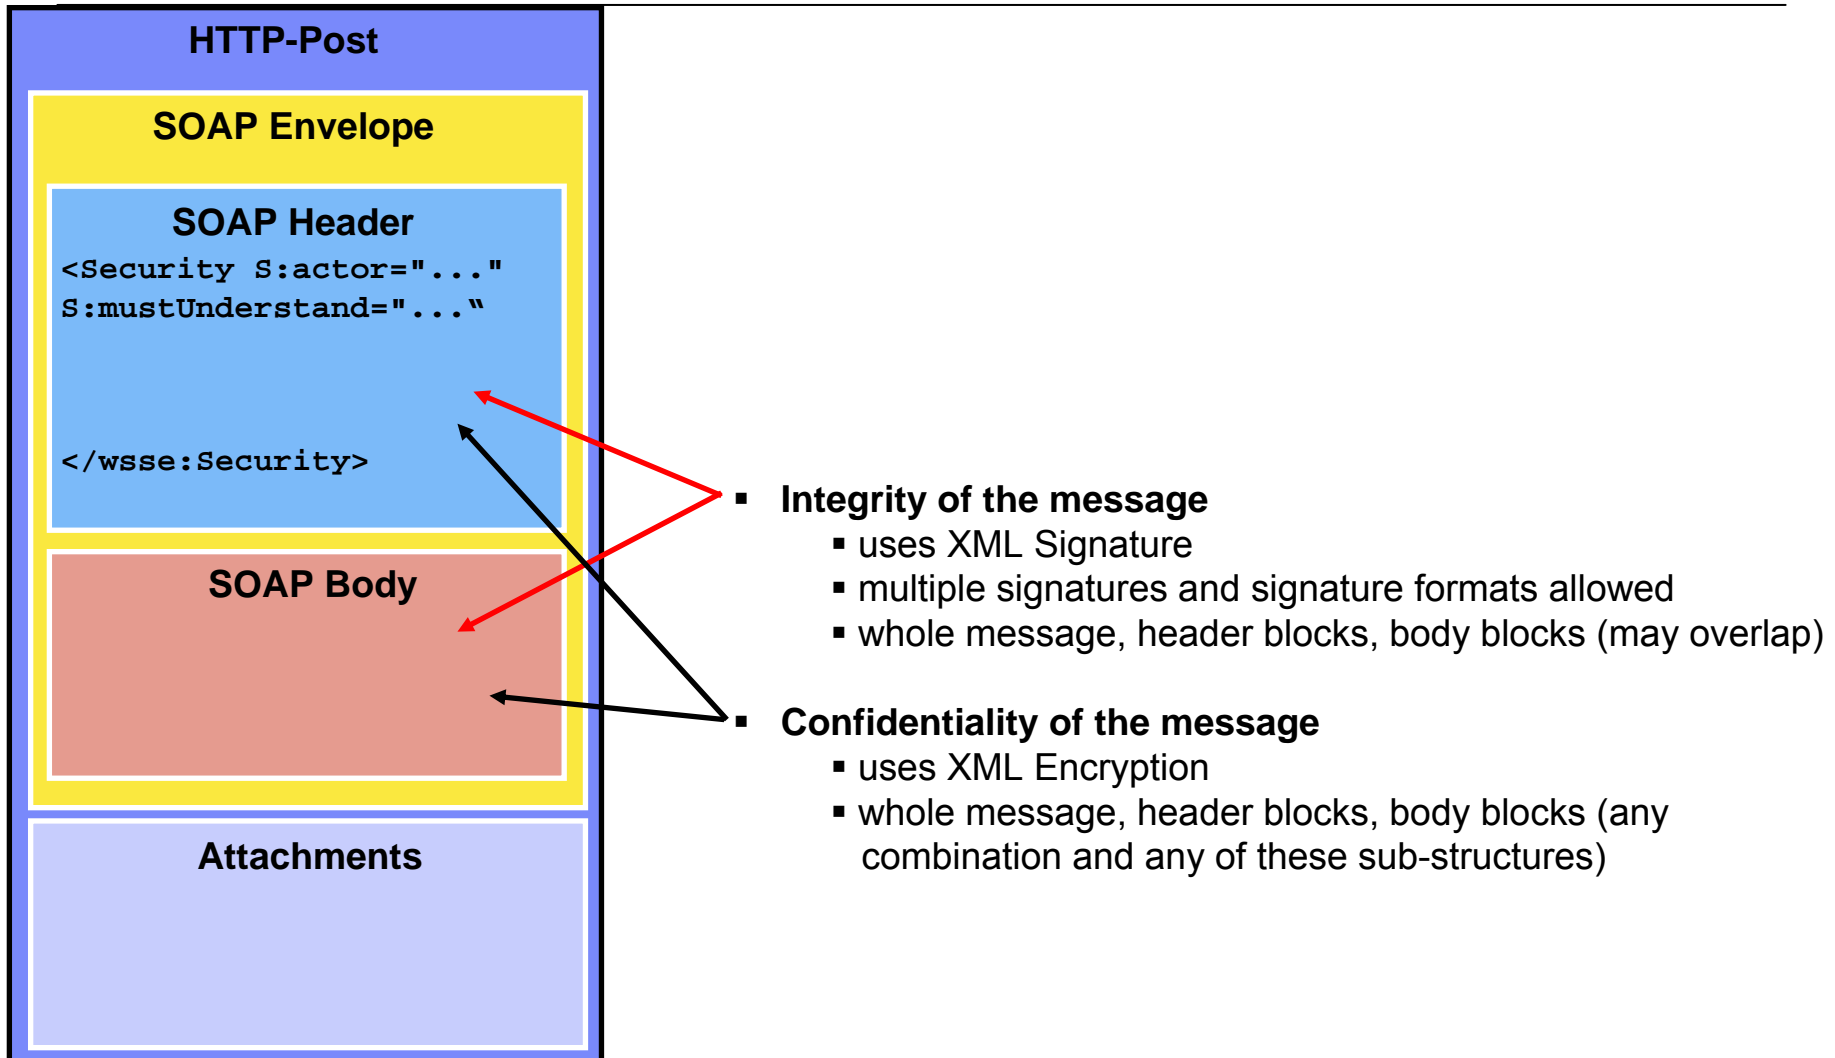 HTTP-Post
SOAP Envelope
SOAP Header
<Security S:actor="..."
S:mustUnderstand="...“
</wsse:Security>
SOAP Body
Attachments
▪ Integrity of the message
▪ uses XML Signature
▪ multiple signatures and signature formats allowed
▪ whole message, header blocks, body blocks (may overlap)
▪ Confidentiality of the message
▪ uses XML Encryption
▪ whole message, header blocks, body blocks (any
combination and any of these sub-structures)